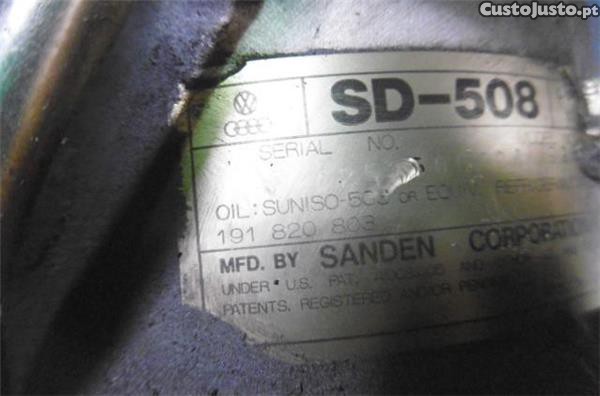 CustoJusto.pt
SD-508
SERIAL NO.
OIL: SUNISO-5GS OR EQUIV.
191 820 803
MFD. BY SANDEN CORPORATION
UNDER U.S. PAT. AND
PATENTS, REGISTERED AND/OR